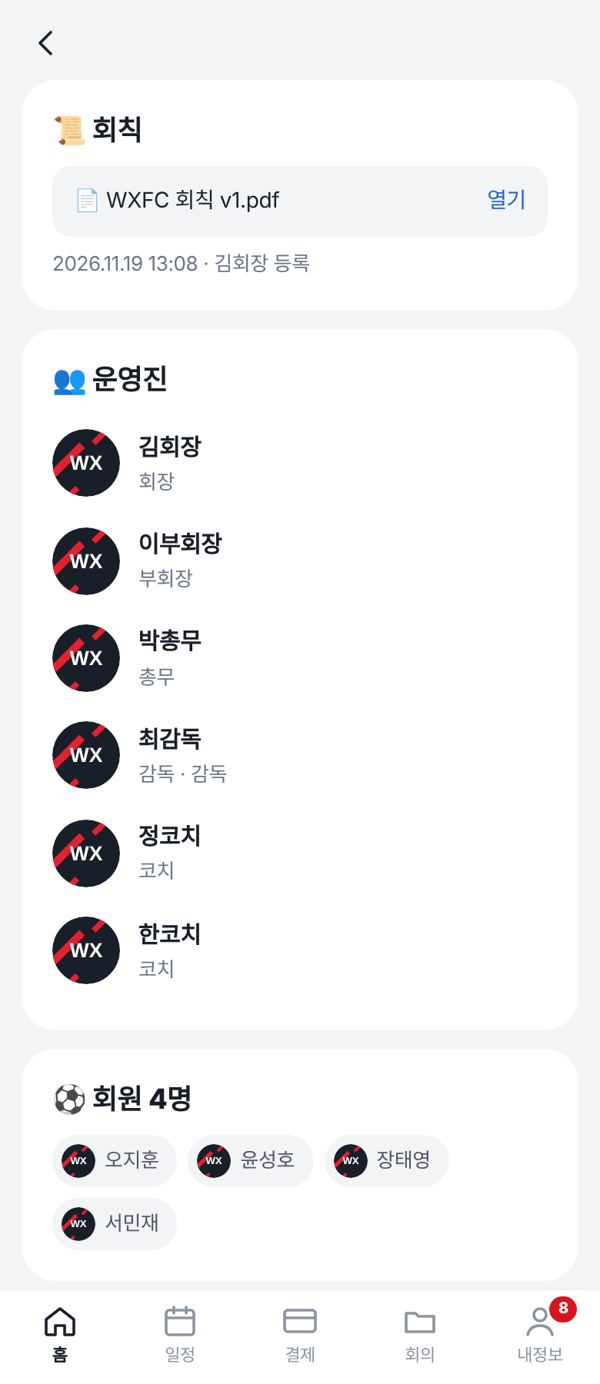 회칙
WXFC 회칙 v1.pdf 열기
2026.11.19 13:08 · 김회장 등록
운영진
WX 김회장
회장
WX 이부회장
부회장
WX 박총무
총무
WX 최감독
감독 · 감독
WX 정코치
코치
WX 한코치
코치
회원 4명
WX 오지훈 WX 윤성호 WX 장태영
WX 서민재
8
홈 일정 결제 회의 내정보